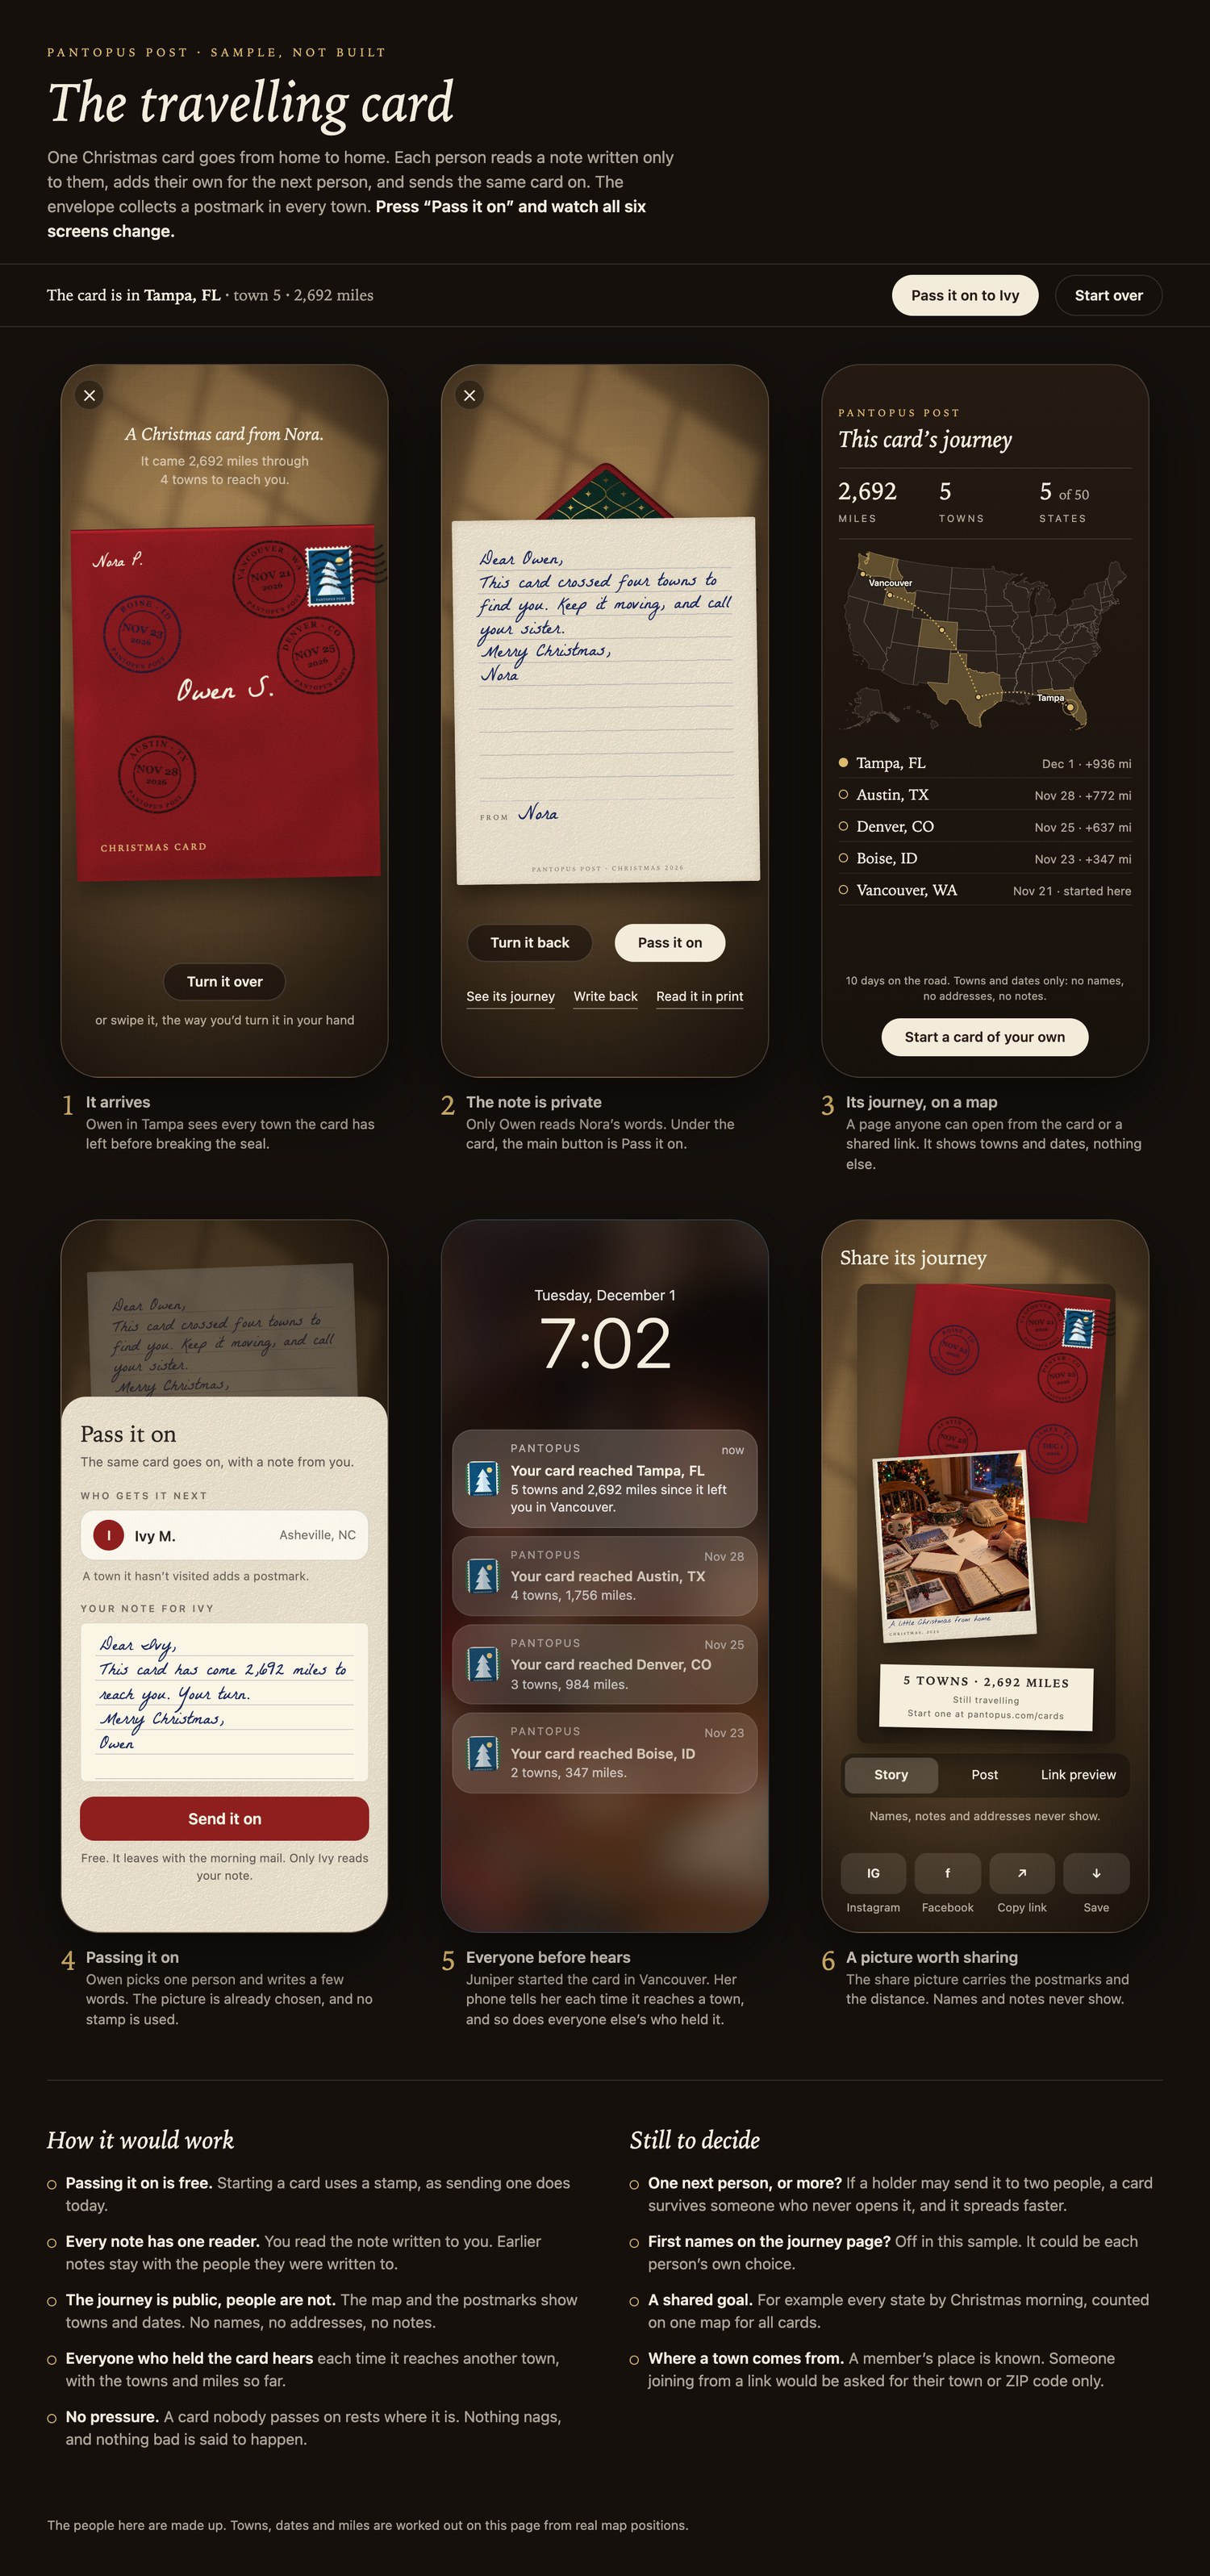 PANTOPUS POST · SAMPLE, NOT BUILT
The travelling card
One Christmas card goes from home to home. Each person reads a note written only
to them, adds their own for the next person, and sends the same card on. The
envelope collects a postmark in every town. Press “Pass it on” and watch all six
screens change.
The card is in Tampa, FL · town 5 · 2,692 miles
Pass it on to Ivy
Start over
A Christmas card from Nora.
It came 2,692 miles through
4 towns to reach you.
Nora P.
VANCOUVER · WA
NOV 21
PANTOPUS POST
PANTOPUS POST
BOISE · ID
NOV 23
2026
PANTOPUS POST
DENVER · CO
NOV 25
2026
PANTOPUS POST
Owen S.
AUSTIN · TX
NOV 28
2026
PANTOPUS POST
CHRISTMAS CARD
Turn it over
or swipe it, the way you’d turn it in your hand
1 It arrives
Owen in Tampa sees every town the card has
left before breaking the seal.
Dear Owen,
This card crossed four towns to
find you. Keep it moving, and call
your sister.
Merry Christmas,
Nora
FROM Nora
PANTOPUS POST · CHRISTMAS 2026
Turn it back
Pass it on
See its journey
Write back
Read it in print
2 The note is private
Only Owen reads Nora’s words. Under the
card, the main button is Pass it on.
PANTOPUS POST
This card’s journey
2,692 5 5 of 50
MILES TOWNS STATES
Vancouver
Tampa
Tampa, FL Dec 1 · +936 mi
Austin, TX Nov 28 · +772 mi
Denver, CO Nov 25 · +637 mi
Boise, ID Nov 23 · +347 mi
Vancouver, WA Nov 21 · started here
10 days on the road. Towns and dates only: no names,
no addresses, no notes.
Start a card of your own
3 Its journey, on a map
A page anyone can open from the card or a
shared link. It shows towns and dates, nothing
else.
Dear Owen,
This card crossed four towns to
find you. Keep it moving, and call
your sister.
Merry Christmas,
Pass it on
The same card goes on, with a note from you.
WHO GETS IT NEXT
I Ivy M. Asheville, NC
A town it hasn’t visited adds a postmark.
YOUR NOTE FOR IVY
Dear Ivy,
This card has come 2,692 miles to
reach you. Your turn.
Merry Christmas,
Owen
Send it on
Free. It leaves with the morning mail. Only Ivy reads
your note.
4 Passing it on
Owen picks one person and writes a few
words. The picture is already chosen, and no
stamp is used.
Tuesday, December 1
7:02
PANTOPUS now
Your card reached Tampa, FL
5 towns and 2,692 miles since it left
you in Vancouver.
PANTOPUS Nov 28
Your card reached Austin, TX
4 towns, 1,756 miles.
PANTOPUS Nov 25
Your card reached Denver, CO
3 towns, 984 miles.
PANTOPUS Nov 23
Your card reached Boise, ID
2 towns, 347 miles.
5 Everyone before hears
Juniper started the card in Vancouver. Her
phone tells her each time it reaches a town,
and so does everyone else’s who held it.
Share its journey
A little Christmas from home
CHRISTMAS, 2026
5 TOWNS · 2,692 MILES
Still travelling
Start one at pantopus.com/cards
Story
Post
Link preview
Names, notes and addresses never show.
IG
f
↗
↓
Instagram
Facebook
Copy link
Save
6 A picture worth sharing
The share picture carries the postmarks and
the distance. Names and notes never show.
How it would work
Passing it on is free. Starting a card uses a stamp, as sending one does
today.
Every note has one reader. You read the note written to you. Earlier
notes stay with the people they were written to.
The journey is public, people are not. The map and the postmarks show
towns and dates. No names, no addresses, no notes.
Everyone who held the card hears each time it reaches another town,
with the towns and miles so far.
No pressure. A card nobody passes on rests where it is. Nothing nags,
and nothing bad is said to happen.
Still to decide
One next person, or more? If a holder may send it to two people, a card
survives someone who never opens it, and it spreads faster.
First names on the journey page? Off in this sample. It could be each
person’s own choice.
A shared goal. For example every state by Christmas morning, counted
on one map for all cards.
Where a town comes from. A member’s place is known. Someone
joining from a link would be asked for their town or ZIP code only.
The people here are made up. Towns, dates and miles are worked out on this page from real map positions.